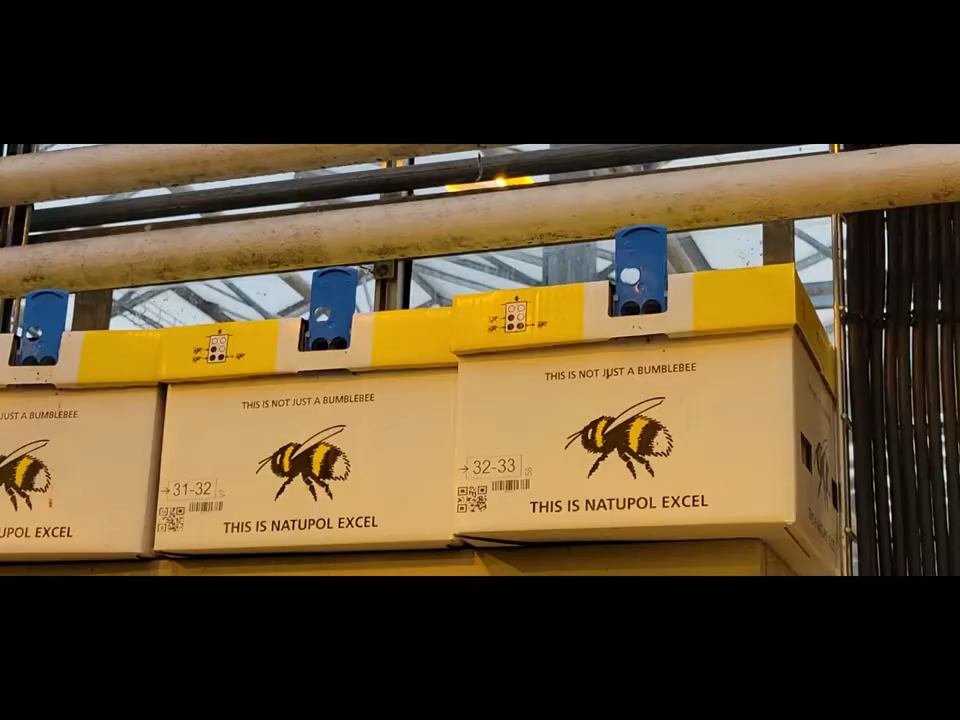 JUST A BUMBLEBEE
POL EXCEL
THIS IS NOT JUST A BUMBLEBEE
→31-32
THIS IS NATUPOL EXCEL
THIS IS NOT JUST A BUMBLEBEE
→32-33
THIS IS NATUPOL EXCEL